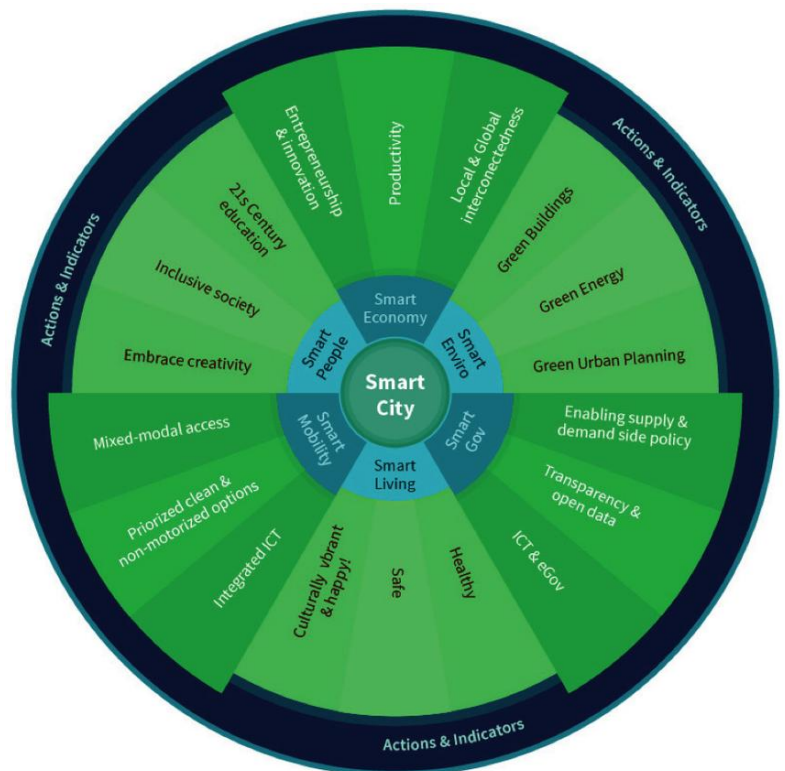 Actions & Indicators
Actions & Indicators
Actions & Indicators
Smart
City
Smart
Economy
Entrepreneurship
& innovation
Productivity
Local & Global
interconectedness
Smart
Enviro
Green Buildings
Green Energy
Green Urban Planning
Smart
Gov
Enabling supply &
demand side policy
Transparency &
open data
ICT & eGov
Smart
Living
Healthy
Safe
Culturally vbrant
& happy!
Smart
Mobility
Integrated ICT
Priorized clean &
non-motorized options
Mixed-modal access
Smart
People
Embrace creativity
Inclusive society
21s Century
education